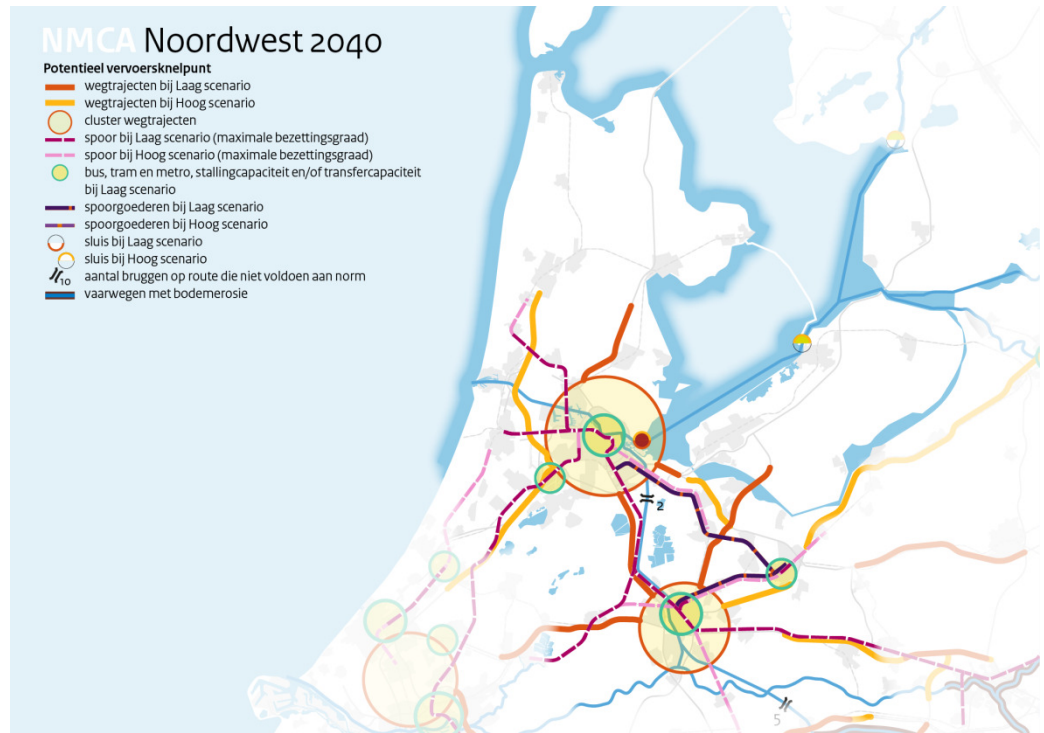 NMCA Noordwest 2040
Potentieel vervoersknelpunt
wegtrajecten bij Laag scenario
wegtrajecten bij Hoog scenario
cluster wegtrajecten
spoor bij Laag scenario (maximale bezettingsgraad)
spoor bij Hoog scenario (maximale bezettingsgraad)
bus, tram en metro, stallingcapaciteit en/of transfercapaciteit
bij Laag scenario
spoorgoederen bij Laag scenario
spoorgoederen bij Hoog scenario
sluis bij Laag scenario
sluis bij Hoog scenario
10 aantal bruggen op route die niet voldoen aan norm
vaarwegen met bodemerosie
2
5